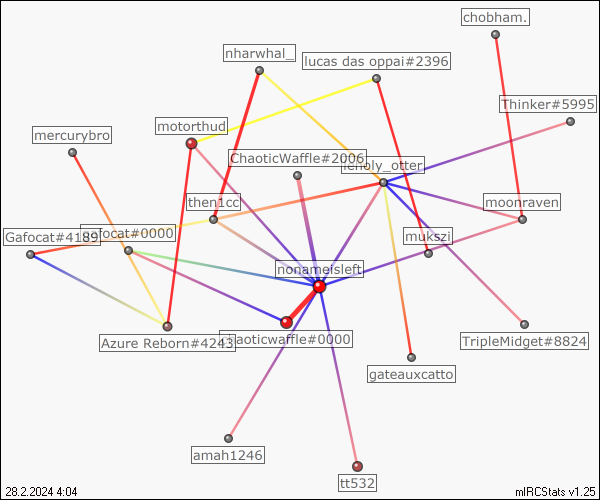 chobham.
nharwhal_
lucas das oppai#2396
Thinker#5995
motorthud
mercurybro
ChaoticWaffle#2006
then1cc
moonraven
Gafocat#4189
gafocat#0000
mukszi
nonameisleft
Azure Reborn#4243
chaoticwaffle#0000
TripleMidget#8824
gateauxcatto
amah1246
tt532
28.2.2024 4:04
mIRCStats v1.25